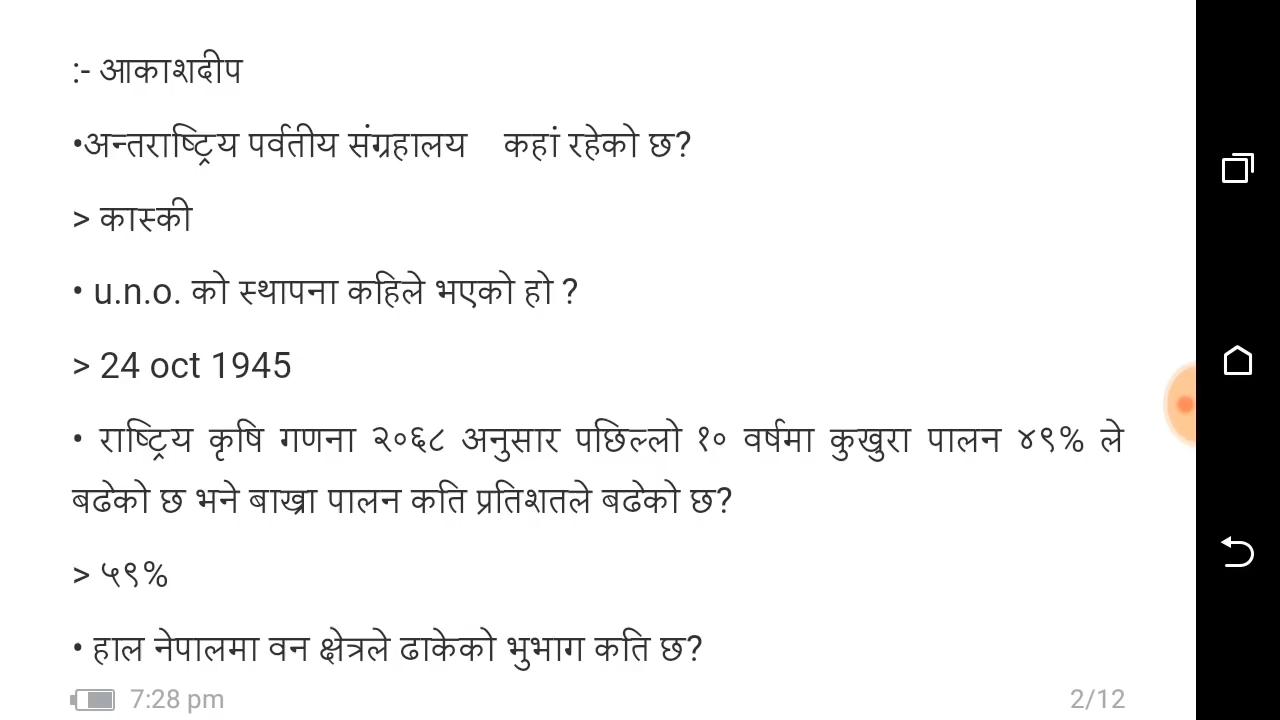 :- आकाशदीप
•अन्तराष्ट्रिय पर्वतीय संग्रहालय कहां रहेको छ?
> कास्की
• u.n.o. को स्थापना कहिले भएको हो ?
> 24 oct 1945
• राष्ट्रिय कृषि गणना २०६८ अनुसार पछिल्लो १० वर्षमा कुखुरा पालन ४९% ले
बढेको छ भने बाख्रा पालन कति प्रतिशतले बढेको छ?
> ५९%
• हाल नेपालमा वन क्षेत्रले ढाकेको भुभाग कति छ?
7:28 pm 2/12